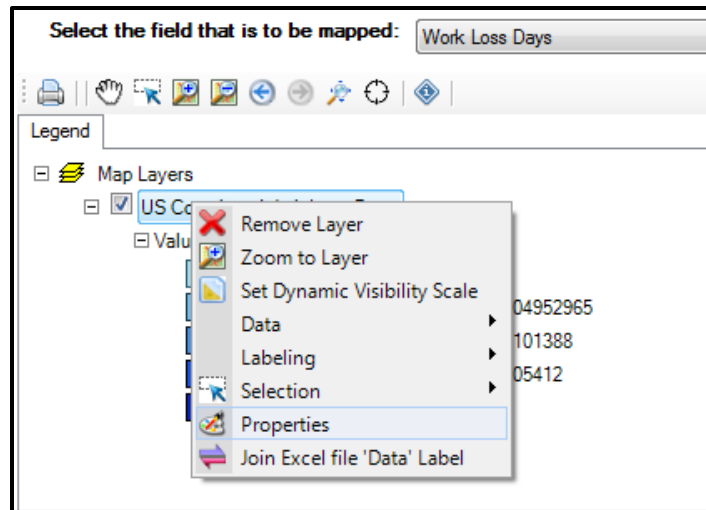 Select the field that is to be mapped: Work Loss Days
Legend
Map Layers
US Co
Valu
Remove Layer
Zoom to Layer
Set Dynamic Visibility Scale
Data
04952965
101388
Labeling
05412
Selection
Properties
Join Excel file 'Data' Label